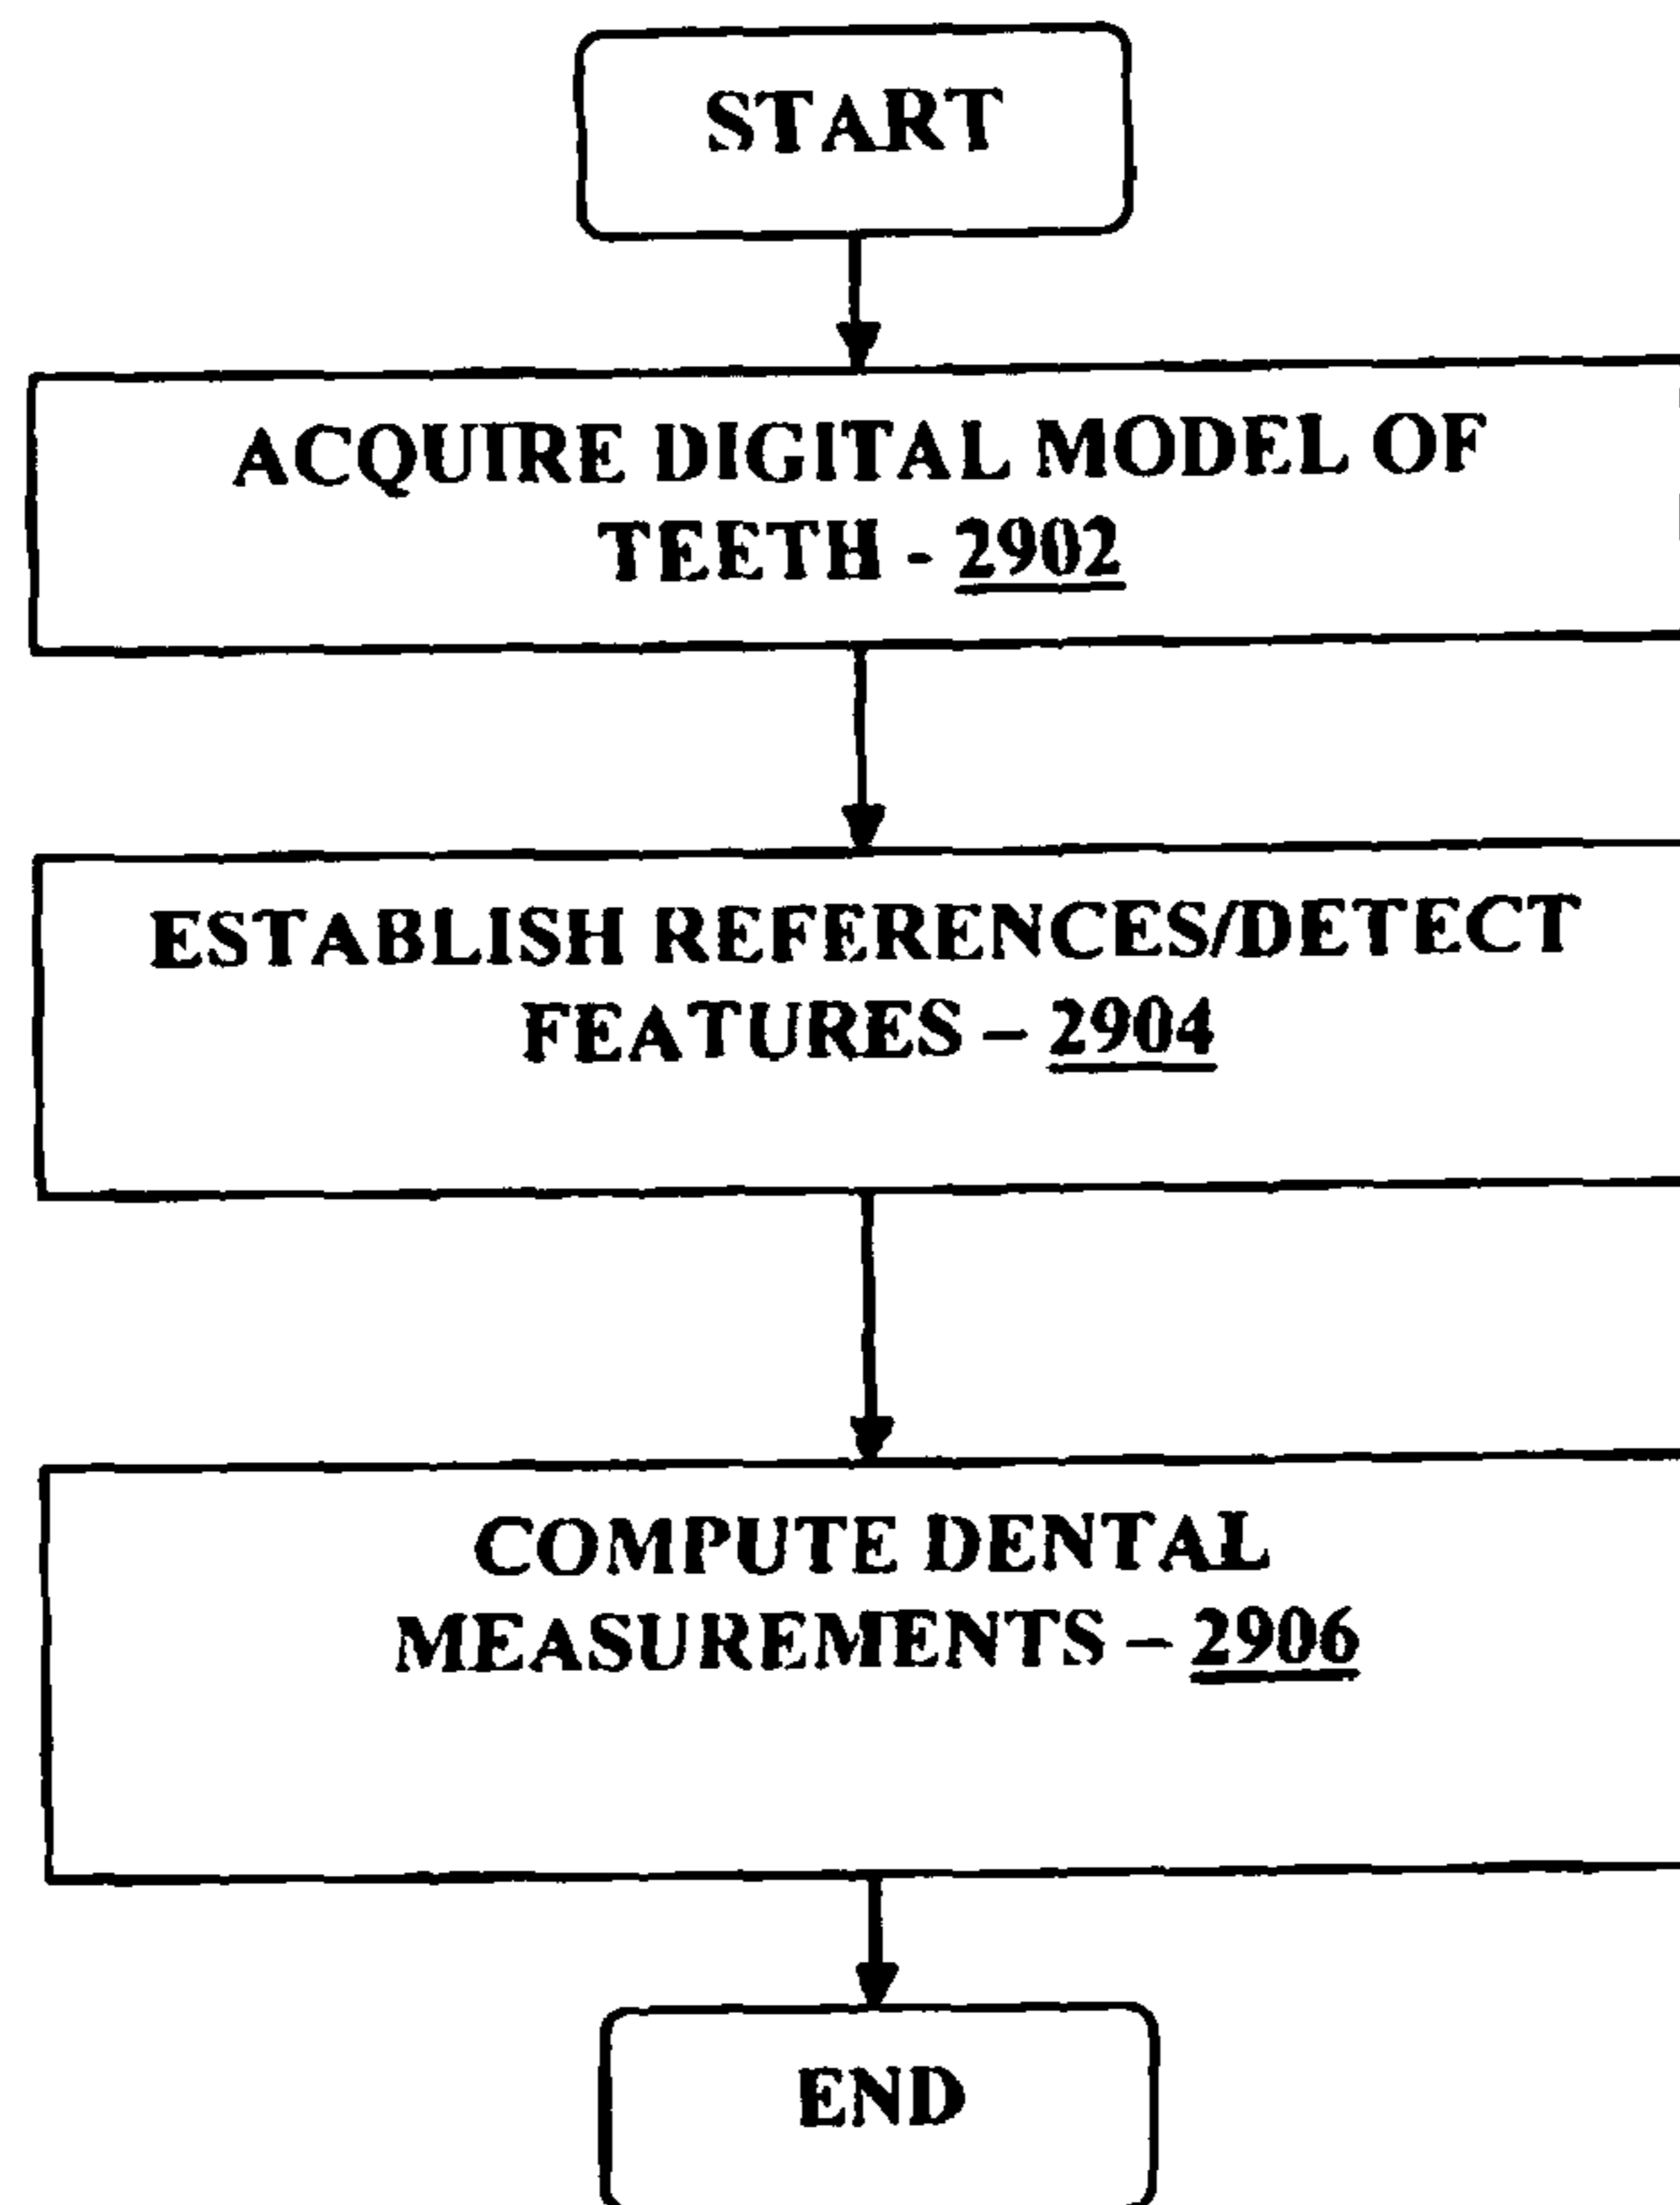 START
ACQUIRE DIGITAL MODEL OF
TEETH - 2902
ESTABLISH REFERENCES/DETECT
FEATURES – 2904
COMPUTE DENTAL
MEASUREMENTS – 2906
END